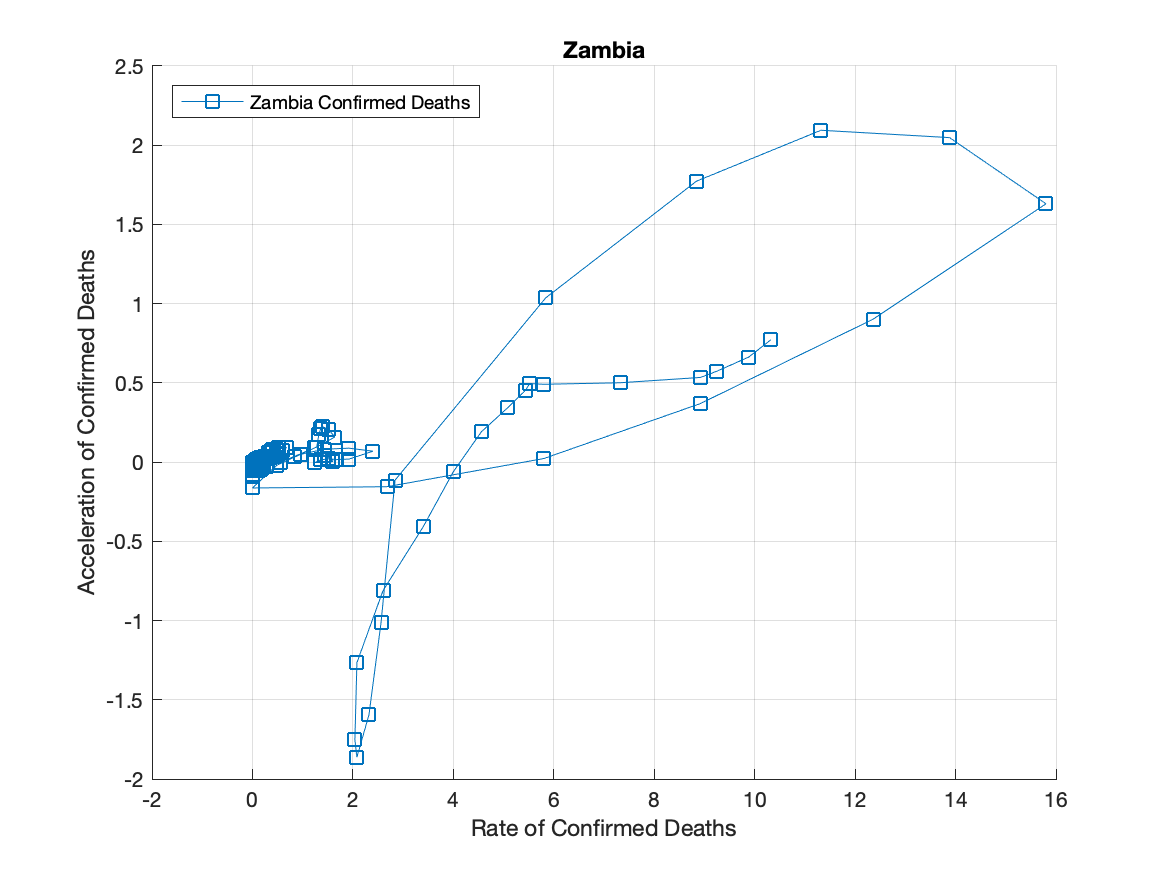 Zambia
Zambia Confirmed Deaths
2.5
2
1.5
1
0.5
0
-0.5
-1
-1.5
-2
Acceleration of Confirmed Deaths
-2 0 2 4 6 8 10 12 14 16
Rate of Confirmed Deaths